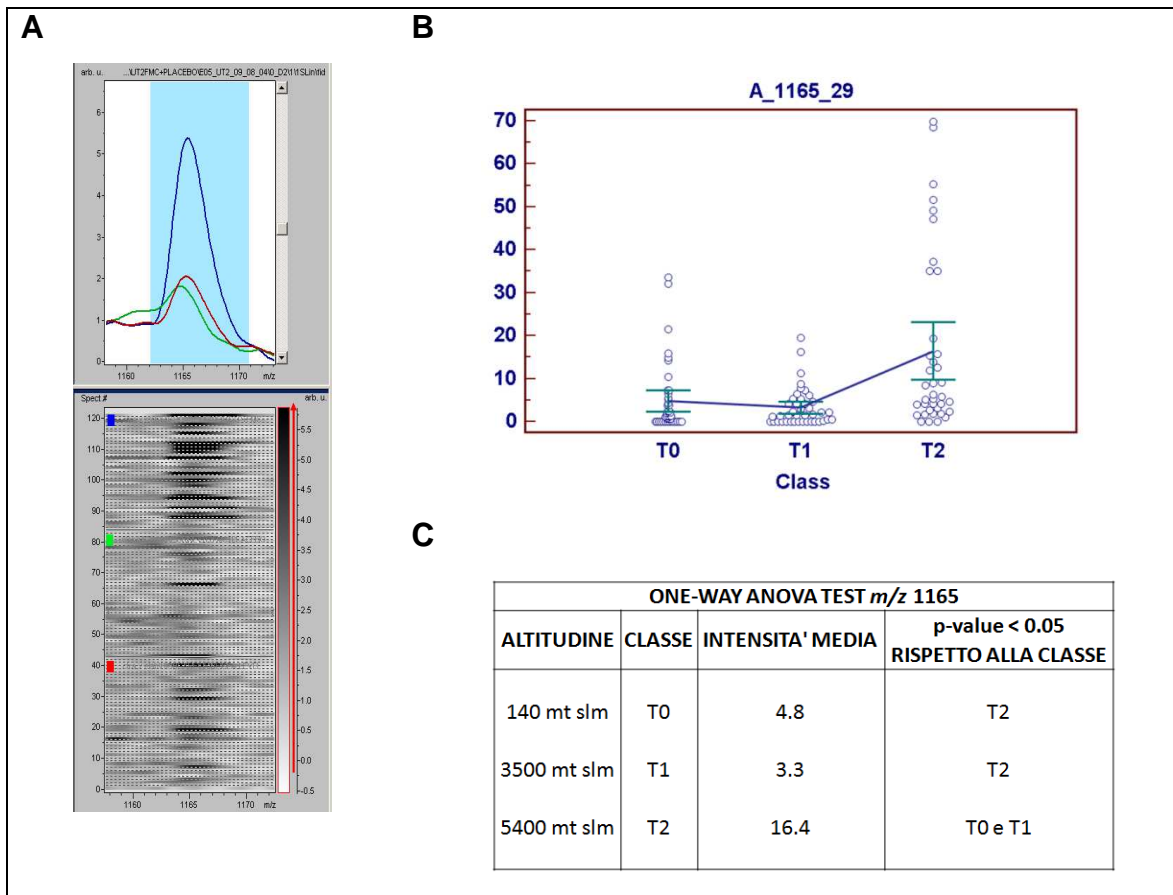 A
arb. u. ...\UT2FMC+PLACEBO\E05_UT2_09_08_04\0_D2\1\1SLin\fid
6
5
4
3
2
1
0
1160 1165 1170 m/z
Spect # arb. u.
120
110
100
90
80
70
60
50
40
30
20
10
0
5.5
5.0
4.5
4.0
3.5
3.0
2.5
2.0
1.5
1.0
0.5
0.0
-0.5
1160 1165 1170 m/z
B
A_1165_29
70
60
50
40
30
20
10
0
T0 T1 T2
Class
C
ONE-WAY ANOVA TEST m/z 1165
ALTITUDINE CLASSE INTENSITA' MEDIA p-value < 0.05 RISPETTO ALLA CLASSE
140 mt slm T0 4.8 T2
3500 mt slm T1 3.3 T2
5400 mt slm T2 16.4 T0 e T1